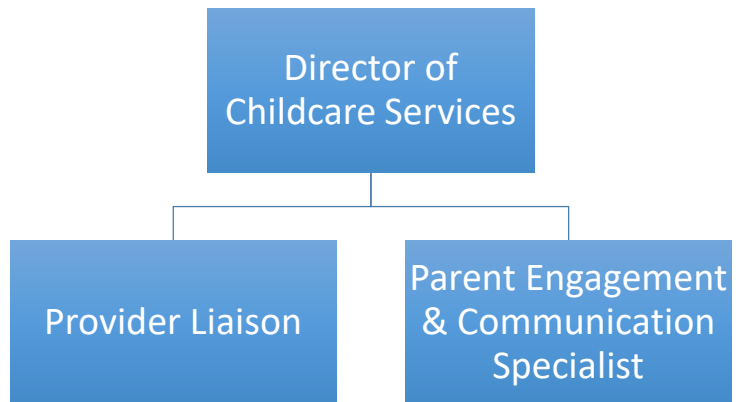 Director of
Childcare Services
Provider Liaison
Parent Engagement
& Communication
Specialist